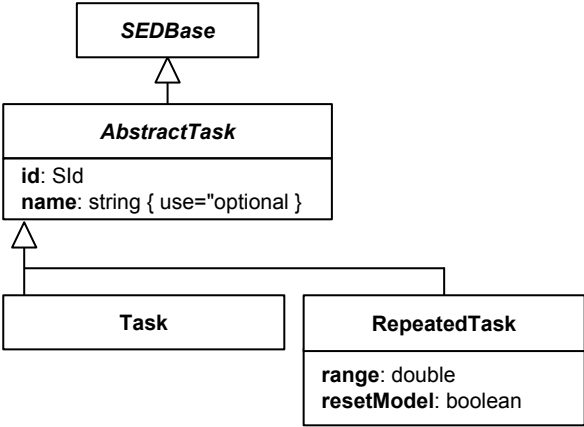 SEDBase
AbstractTask
id: SId
name: string { use="optional }
Task
RepeatedTask
range: double
resetModel: boolean